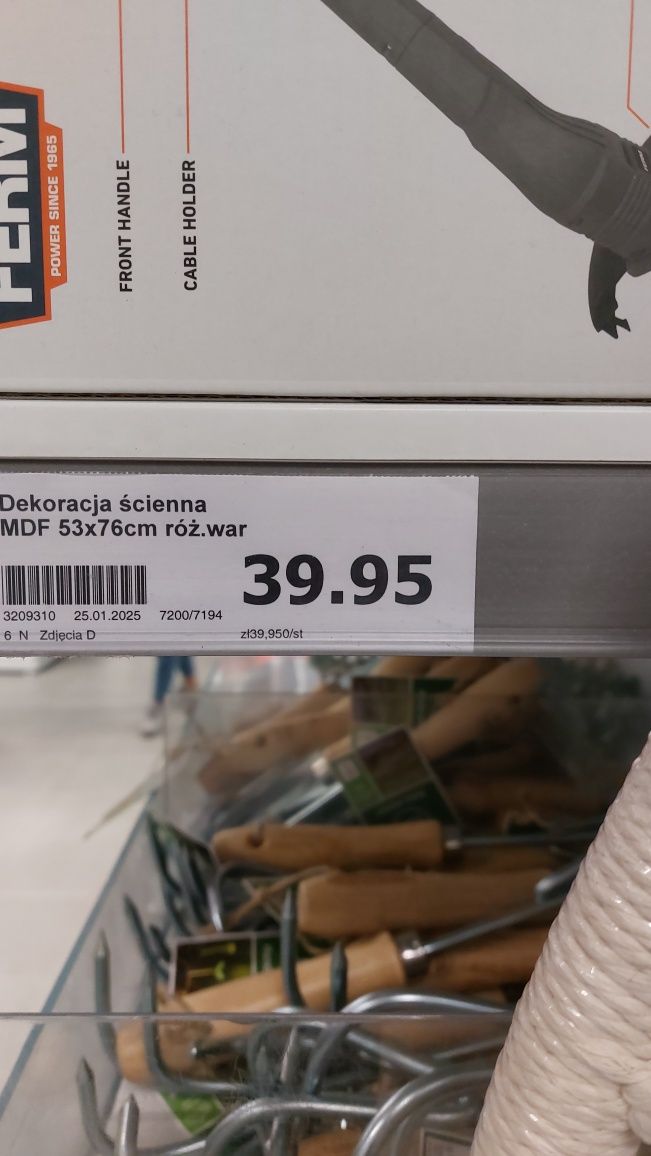 FERM
POWER SINCE 1965
FRONT HANDLE
CABLE HOLDER
Dekoracja ścienna
MDF 53x76cm róż.war
39.95
3209310 25.01.2025 7200/7194
6 N Zdjęcia D zł39,950/st